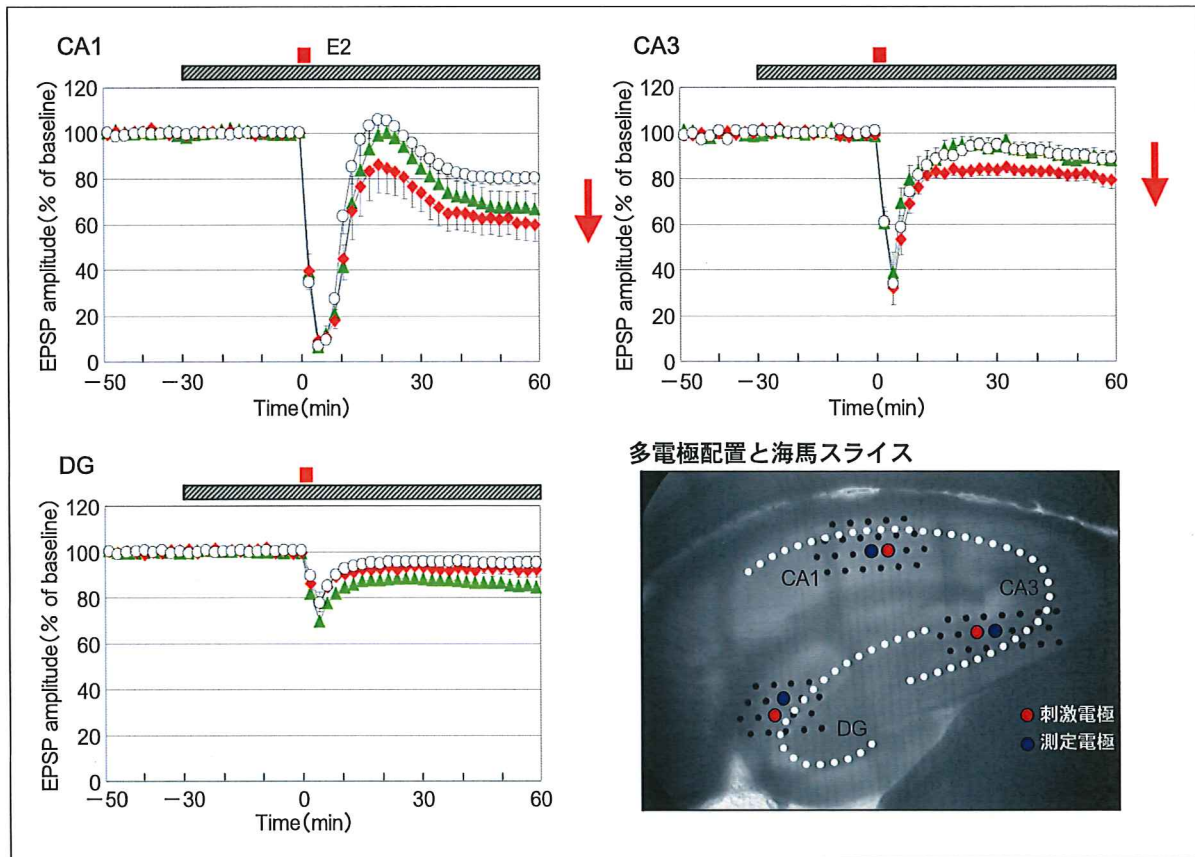 CA1
E2
120
100
80
60
40
20
0
EPSP amplitude(% of baseline)
−50 −30 0 30 60
Time(min)
CA3
120
100
80
60
40
20
0
EPSP amplitude(% of baseline)
−50 −30 0 30 60
Time(min)
DG
120
100
80
60
40
20
0
EPSP amplitude(% of baseline)
−50 −30 0 30 60
Time(min)
多電極配置と海馬スライス
CA1
CA3
DG
刺激電極
測定電極